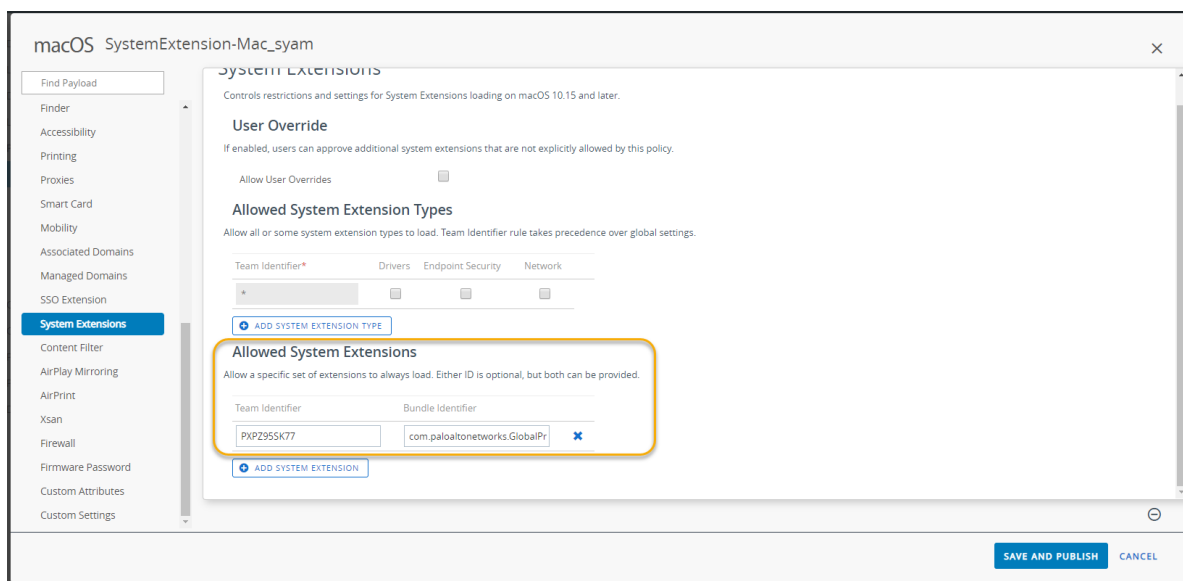 macOS SystemExtension-Mac_syam
Find Payload
Finder
Accessibility
Printing
Proxies
Smart Card
Mobility
Associated Domains
Managed Domains
SSO Extension
System Extensions
Content Filter
AirPlay Mirroring
AirPrint
Xsan
Firewall
Firmware Password
Custom Attributes
Custom Settings
System Extensions
Controls restrictions and settings for System Extensions loading on macOS 10.15 and later.
User Override
If enabled, users can approve additional system extensions that are not explicitly allowed by this policy.
Allow User Overrides
Allowed System Extension Types
Allow all or some system extension types to load. Team Identifier rule takes precedence over global settings.
Team Identifier* Drivers Endpoint Security Network
*
ADD SYSTEM EXTENSION TYPE
Allowed System Extensions
Allow a specific set of extensions to always load. Either ID is optional, but both can be provided.
Team Identifier Bundle Identifier
PXPZ95SK77 com.paloaltonetworks.GlobalPr
ADD SYSTEM EXTENSION
SAVE AND PUBLISH CANCEL